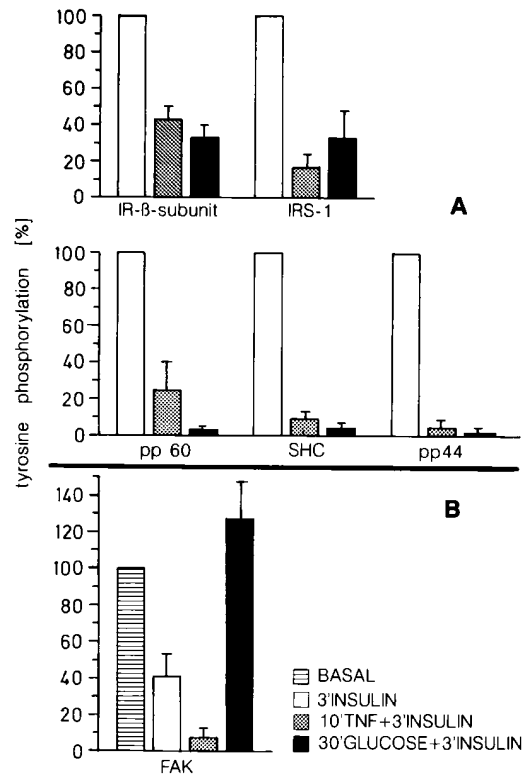 100
80
60
40
20
0
IR-ß-subunit IRS-1
A
tyrosine phosphorylation [%]
100
80
60
40
20
0
pp 60 SHC pp44
B
140
120
100
80
60
40
20
0
FAK
BASAL
3'INSULIN
10'TNF+3'INSULIN
30'GLUCOSE+3'INSULIN